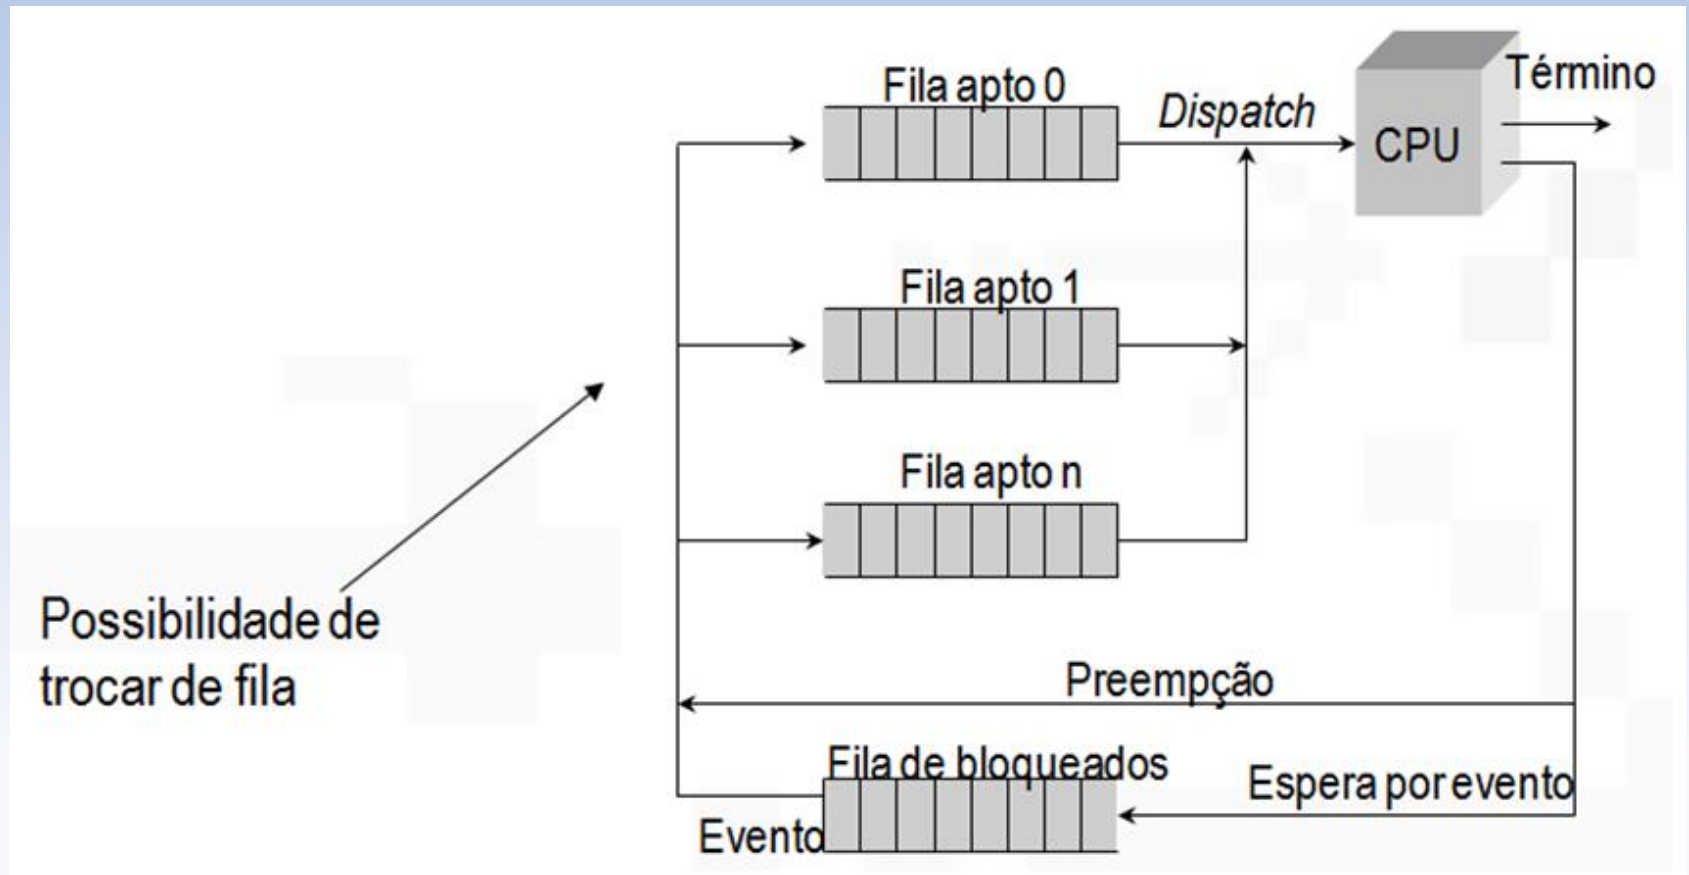 Fila apto 0
Dispatch
Término
CPU
Fila apto 1
Fila apto n
Possibilidade de
trocar de fila
Preempção
Fila de bloqueados
Espera por evento
Evento